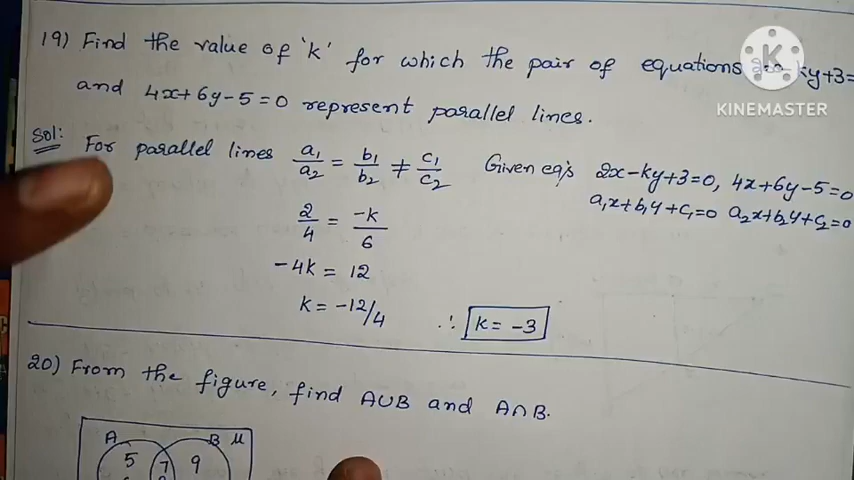 19) Find the value of 'k' for which the pair of equations ky+3=
and 4x+6y-5=0 represent parallel lines.
KINEMASTER
Sol: For parallel lines a₁/a₂ = b₁/b₂ ≠ c₁/c₂ Given eq's 2x-ky+3=0, 4x+6y-5=0
a₁x+b₁y+c₁=0 a₂x+b₂y+c₂=0
2/4 = -k/6
-4k = 12
k = -12/4
∴ k = -3
20) From the figure, find A∪B and A∩B.
A B μ
5 7 9